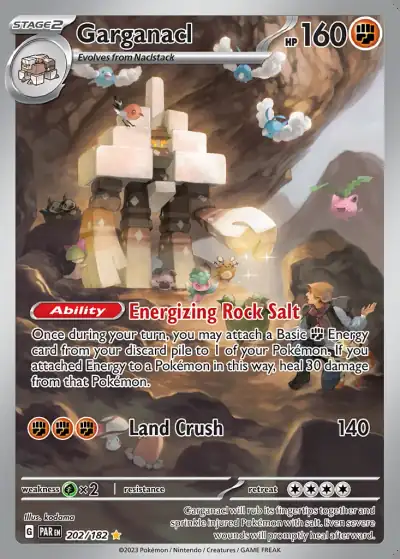 STAGE2
Garganacl
HP 160
Evolves from Naclstack
Ability Energizing Rock Salt
Once during your turn, you may attach a Basic Energy
card from your discard pile to 1 of your Pokémon. If you
attached Energy to a Pokémon in this way, heal 30 damage
from that Pokémon.
Land Crush 140
weakness ×2 resistance retreat
Illus. kodama
G PAR EN 202/182
Garganacl will rub its fingertips together and
sprinkle injured Pokémon with salt. Even severe
wounds will promptly heal afterward.
©2023 Pokémon / Nintendo / Creatures / GAME FREAK